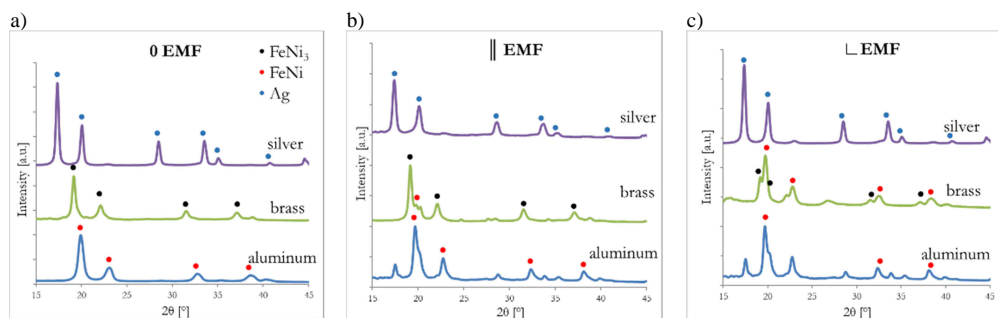 a)
0 EMF
FeNi₃
FeNi
Ag
silver
brass
aluminum
Intensity [a.u.]
15 20 25 30 35 40 45
2θ [°]
b)
‖ EMF
silver
brass
aluminum
Intensity [a.u.]
15 20 25 30 35 40 45
2θ [°]
c)
∟EMF
silver
brass
aluminum
Intensity [a.u.]
15 20 25 30 35 40 45
2θ [°]